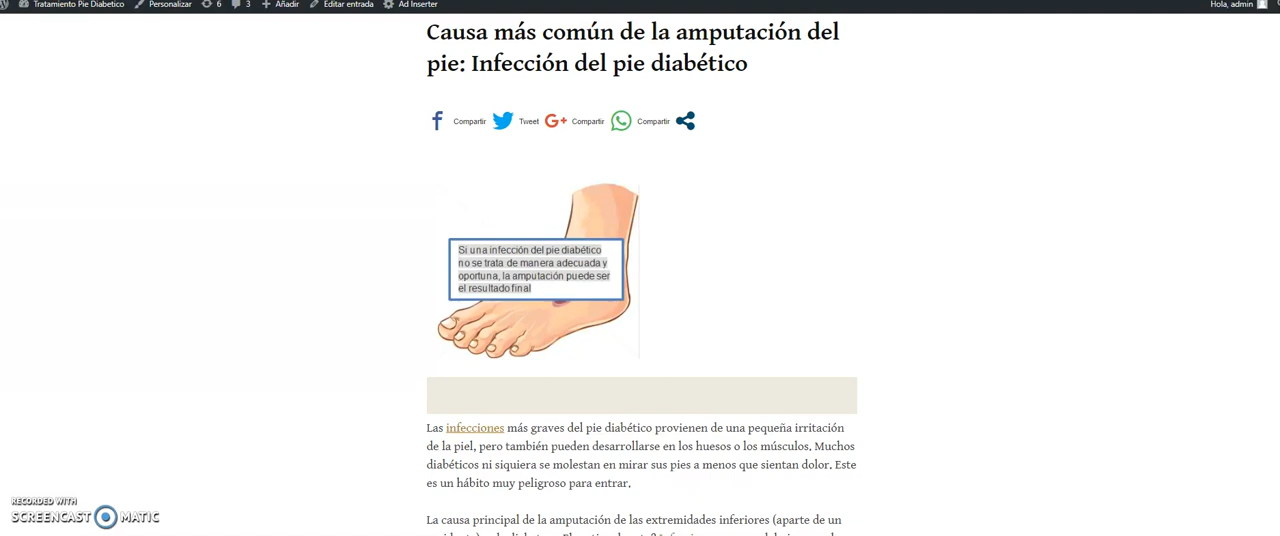 Tratamiento Pie Diabetico Personalizar 6 3 Añadir Editar entrada Ad Inserter Hola, admin
Causa más común de la amputación del
pie: Infección del pie diabético
Compartir Tweet G+ Compartir Compartir
Si una infección del pie diabético
no se trata de manera adecuada y
oportuna, la amputación puede ser
el resultado final
Las infecciones más graves del pie diabético provienen de una pequeña irritación
de la piel, pero también pueden desarrollarse en los huesos o los músculos. Muchos
diabéticos ni siquiera se molestan en mirar sus pies a menos que sientan dolor. Este
es un hábito muy peligroso para entrar.
La causa principal de la amputación de las extremidades inferiores (aparte de un
RECORDED WITH
SCREENCAST MATIC